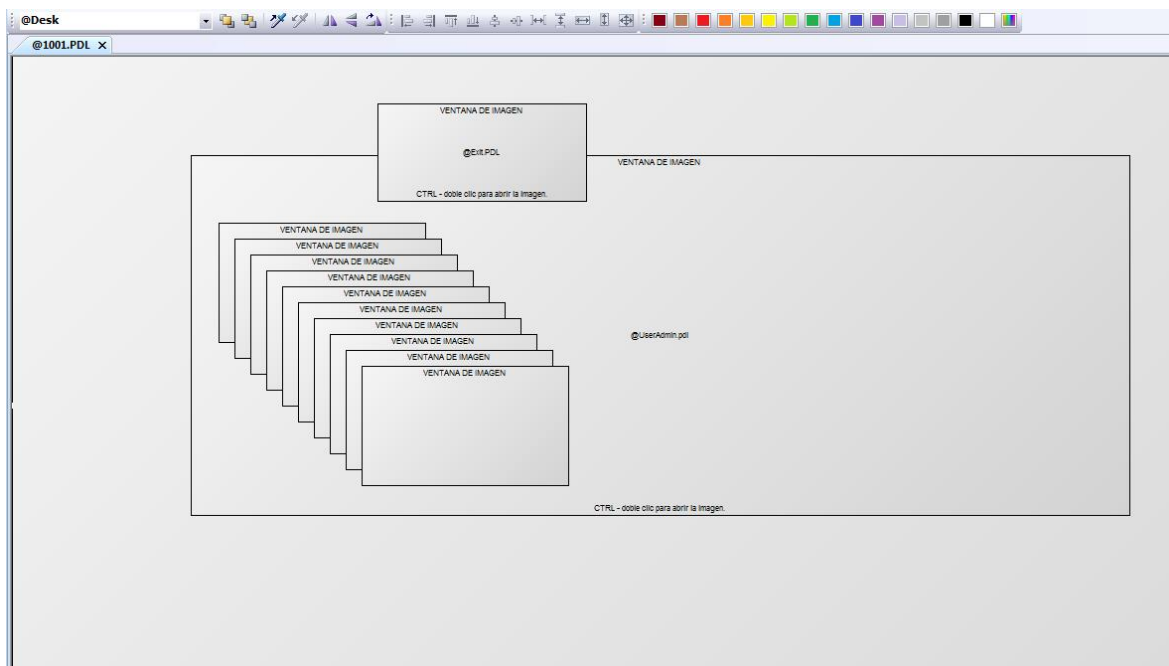 @Desk
@1001.PDL X
VENTANA DE IMAGEN
@Exit.PDL
CTRL - doble clic para abrir la imagen.
VENTANA DE IMAGEN
VENTANA DE IMAGEN
VENTANA DE IMAGEN
VENTANA DE IMAGEN
VENTANA DE IMAGEN
VENTANA DE IMAGEN
VENTANA DE IMAGEN
VENTANA DE IMAGEN
VENTANA DE IMAGEN
VENTANA DE IMAGEN
VENTANA DE IMAGEN
@UserAdmin.pdl
CTRL - doble clic para abrir la imagen.